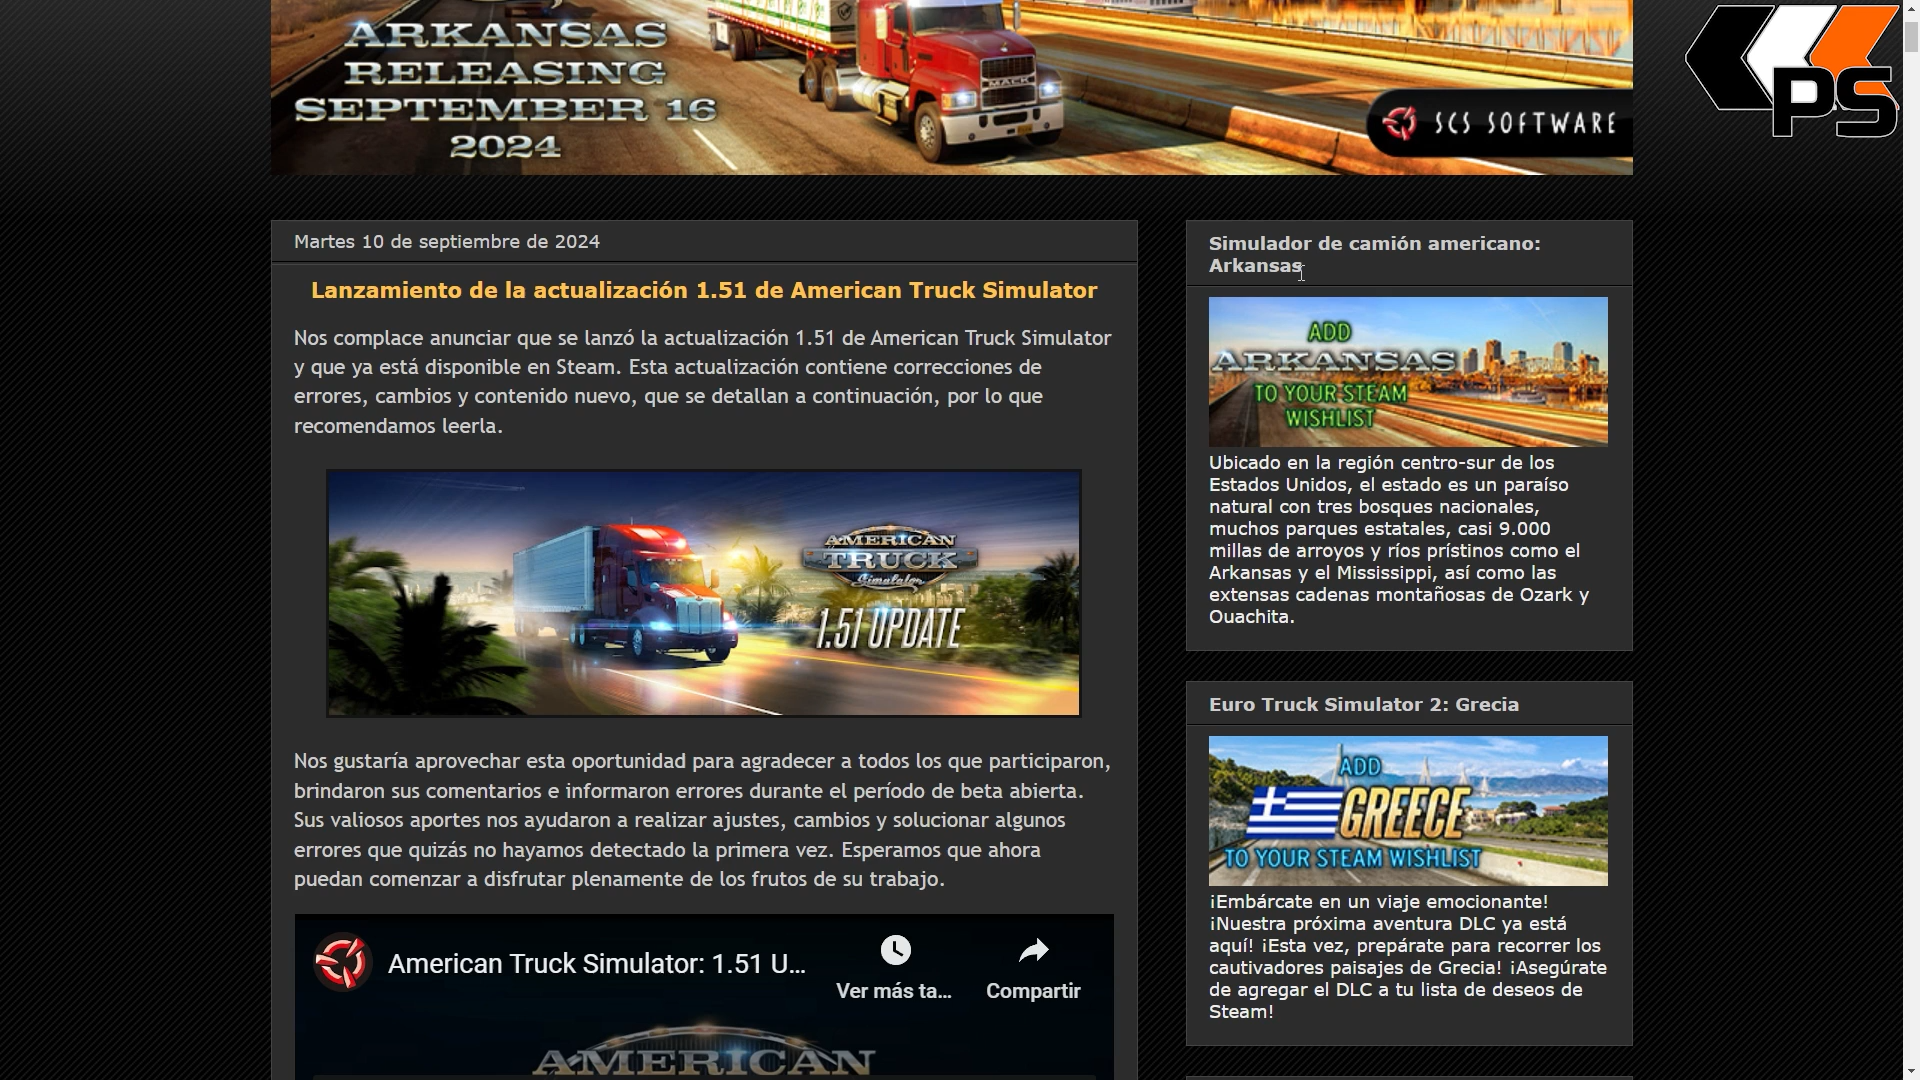 ARKANSAS
RELEASING
SEPTEMBER 16
2024
MACK
SCS SOFTWARE
PS
Martes 10 de septiembre de 2024
Lanzamiento de la actualización 1.51 de American Truck Simulator
Nos complace anunciar que se lanzó la actualización 1.51 de American Truck Simulator
y que ya está disponible en Steam. Esta actualización contiene correcciones de
errores, cambios y contenido nuevo, que se detallan a continuación, por lo que
recomendamos leerla.
AMERICAN
TRUCK
Simulator
1.51 UPDATE
Nos gustaría aprovechar esta oportunidad para agradecer a todos los que participaron,
brindaron sus comentarios e informaron errores durante el período de beta abierta.
Sus valiosos aportes nos ayudaron a realizar ajustes, cambios y solucionar algunos
errores que quizás no hayamos detectado la primera vez. Esperamos que ahora
puedan comenzar a disfrutar plenamente de los frutos de su trabajo.
American Truck Simulator: 1.51 U...
Ver más ta...
Compartir
AMERICAN
Simulador de camión americano:
Arkansas
ADD
ARKANSAS
TO YOUR STEAM
WISHLIST
Ubicado en la región centro-sur de los
Estados Unidos, el estado es un paraíso
natural con tres bosques nacionales,
muchos parques estatales, casi 9.000
millas de arroyos y ríos prístinos como el
Arkansas y el Mississippi, así como las
extensas cadenas montañosas de Ozark y
Ouachita.
Euro Truck Simulator 2: Grecia
ADD
GREECE
TO YOUR STEAM WISHLIST
¡Embárcate en un viaje emocionante!
¡Nuestra próxima aventura DLC ya está
aquí! ¡Esta vez, prepárate para recorrer los
cautivadores paisajes de Grecia! ¡Asegúrate
de agregar el DLC a tu lista de deseos de
Steam!